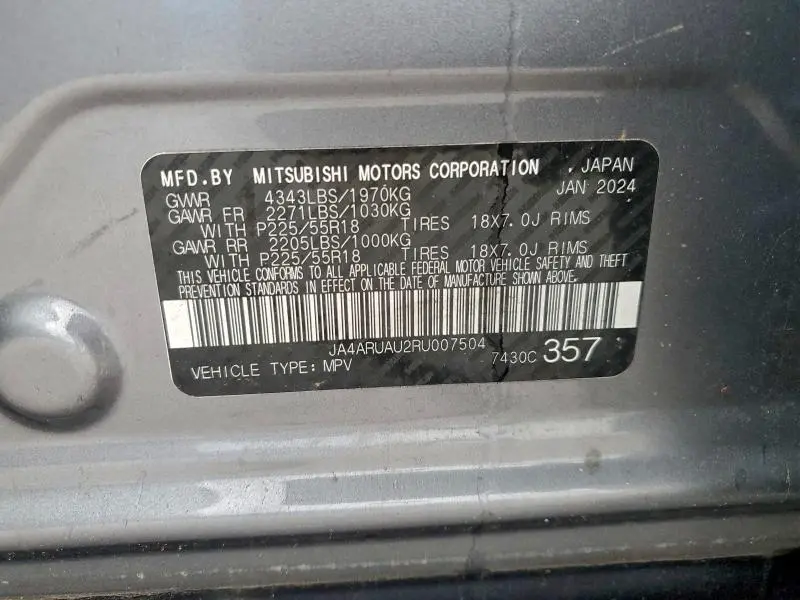 MFD.BY MITSUBISHI MOTORS CORPORATION , JAPAN
GVWR 4343LBS/1970KG JAN 2024
GAWR FR 2271LBS/1030KG
WITH P225/55R18 TIRES 18X7.0J RIMS
GAWR RR 2205LBS/1000KG
WITH P225/55R18 TIRES 18X7.0J RIMS
THIS VEHICLE CONFORMS TO ALL APPLICABLE FEDERAL MOTOR VEHICLE SAFETY AND THEFT
PREVENTION STANDARDS IN EFFECT ON THE DATE OF MANUFACTURE SHOWN ABOVE.
JA4ARUAU2RU007504
VEHICLE TYPE: MPV 7430C 357